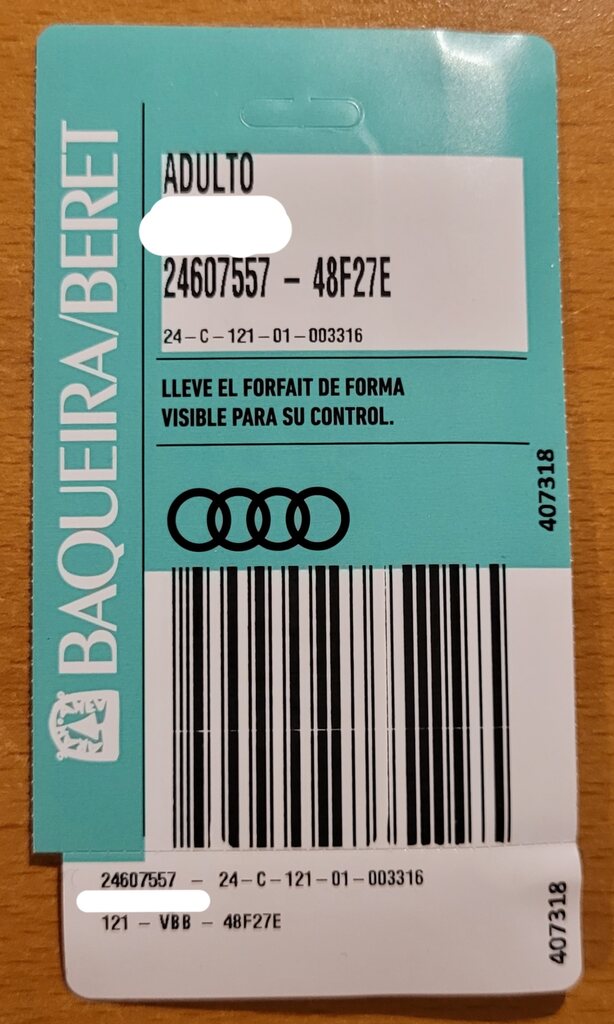 BAQUEIRA/BERET
ADULTO
24607557 - 48F27E
24-C-121-01-003316
LLEVE EL FORFAIT DE FORMA
VISIBLE PARA SU CONTROL.
407318
24607557 - 24-C-121-01-003316
121 - VBB - 48F27E
407318